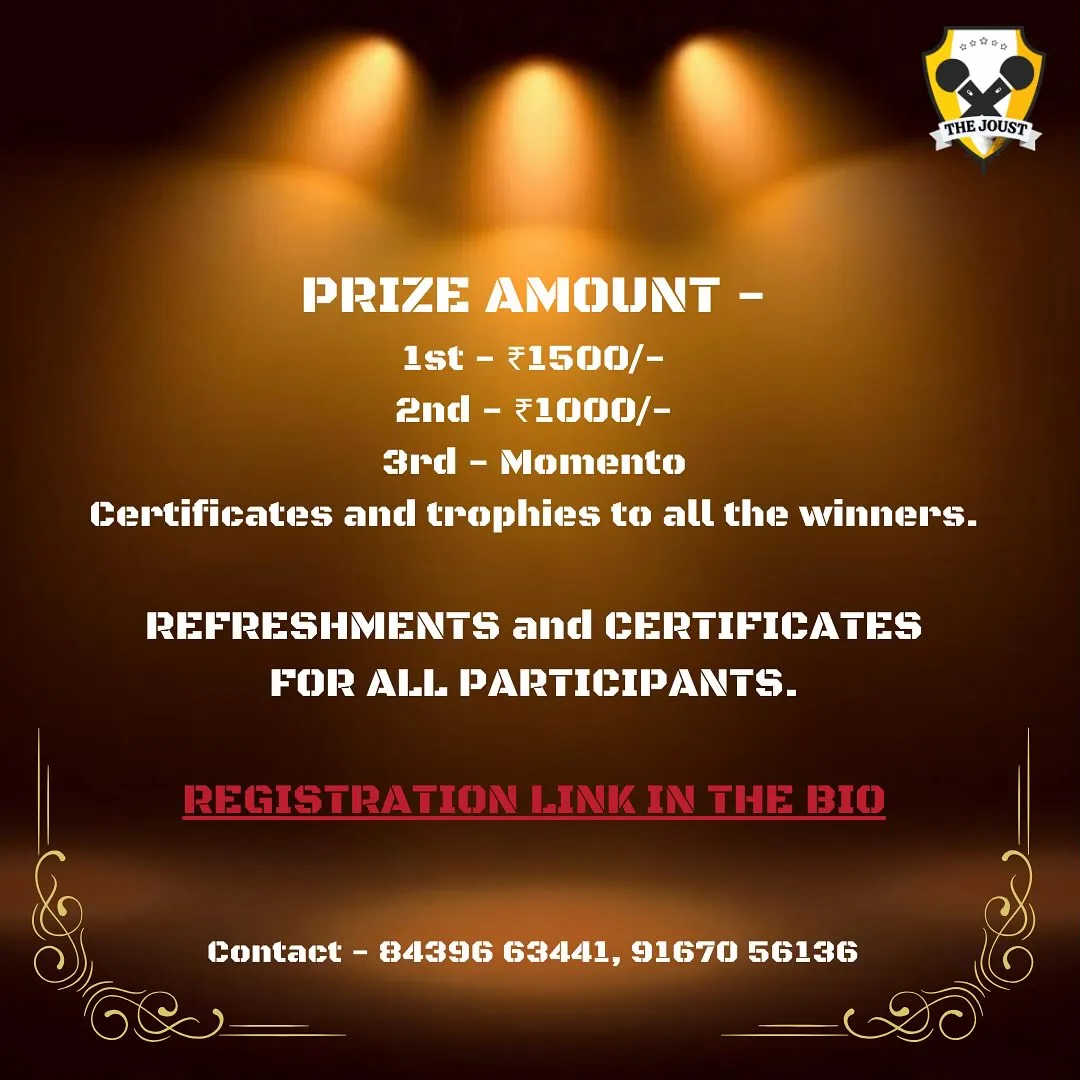 THE JOUST
PRIZE AMOUNT -
1st - ₹1500/-
2nd - ₹1000/-
3rd - Momento
Certificates and trophies to all the winners.
REFRESHMENTS and CERTIFICATES
FOR ALL PARTICIPANTS.
REGISTRATION LINK IN THE BIO
Contact - 84396 63441, 91670 56136